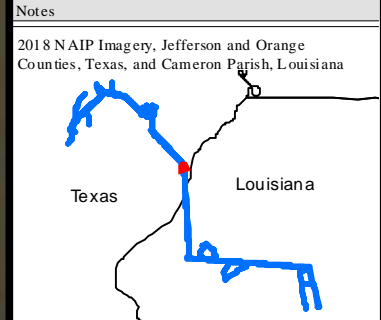 Notes
2018 NAIP Imagery, Jefferson and Orange
Counties, Texas, and Cameron Parish, Louisiana
Texas
Louisiana